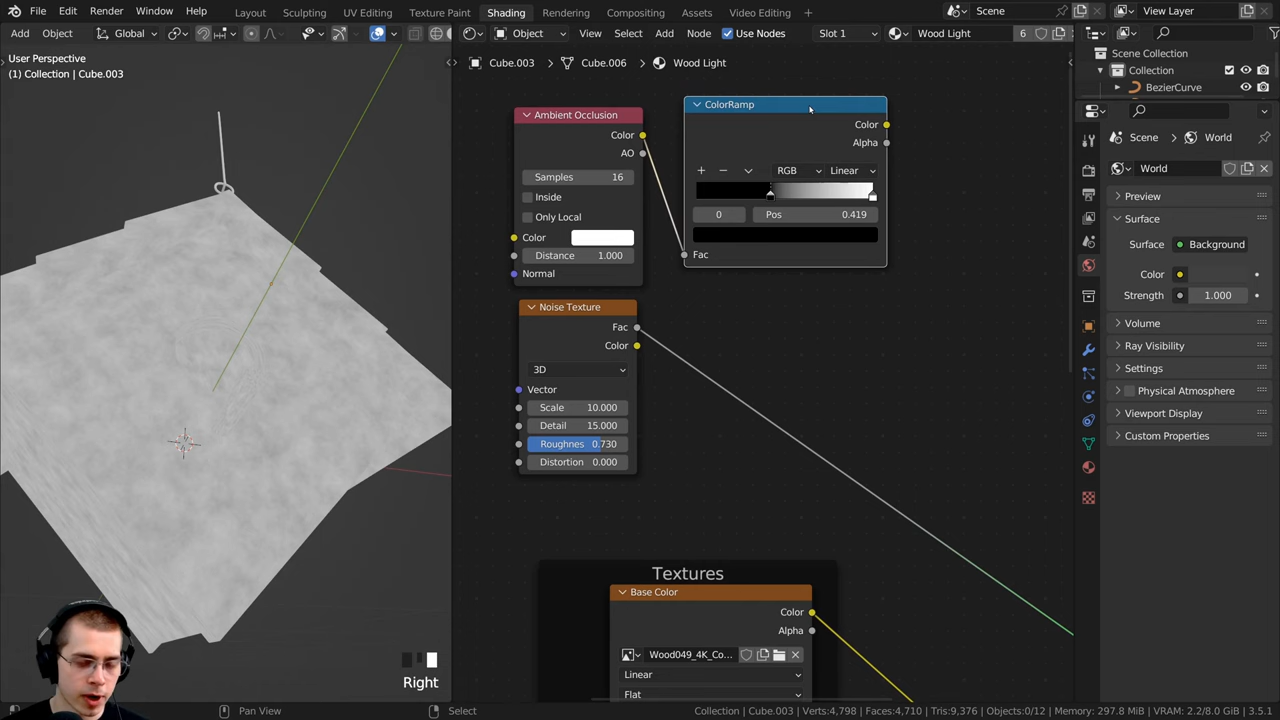 File Edit Render Window Help Layout Sculpting UV Editing Texture Paint Shading Rendering Compositing Assets Video Editing Scene View Layer
Add Object Global Object View Select Add Node Use Nodes Slot 1 Wood Light 6
User Perspective
(1) Collection | Cube.003
Cube.003 > Cube.006 > Wood Light
Ambient Occlusion
Color
AO
Samples 16
Inside
Only Local
Color
Distance 1.000
Normal
ColorRamp
Color
Alpha
RGB Linear
0 Pos 0.419
Fac
Noise Texture
Fac
Color
3D
Vector
Scale 10.000
Detail 15.000
Roughnes 0.730
Distortion 0.000
Textures
Base Color
Color
Alpha
Wood049_4K_Co...
Linear
Flat
Scene Collection
Collection
BezierCurve
Scene > World
World
Preview
Surface
Surface Background
Color
Strength 1.000
Volume
Ray Visibility
Settings
Physical Atmosphere
Viewport Display
Custom Properties
Right
Pan View Select Collection | Cube.003 | Verts:4,798 | Faces:4,710 | Tris:9,376 | Objects:0/12 | Memory: 297.8 MiB | VRAM: 2.2/8.0 GiB | 3.5.1